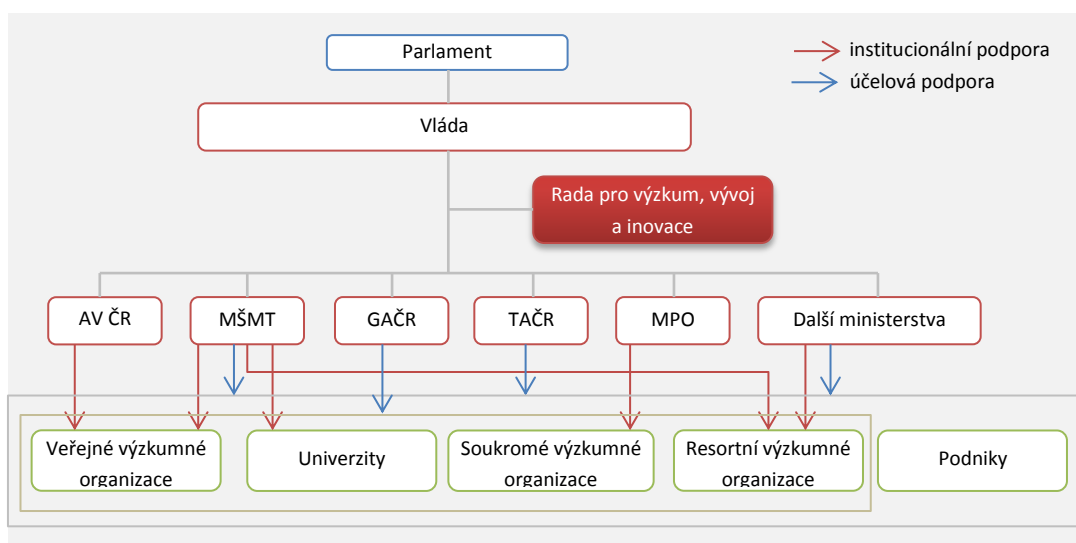 Parlament
institucionální podpora
účelová podpora
Vláda
Rada pro výzkum, vývoj
a inovace
AV ČR
MŠMT
GAČR
TAČR
MPO
Další ministerstva
Veřejné výzkumné
organizace
Univerzity
Soukromé výzkumné
organizace
Resortní výzkumné
organizace
Podniky